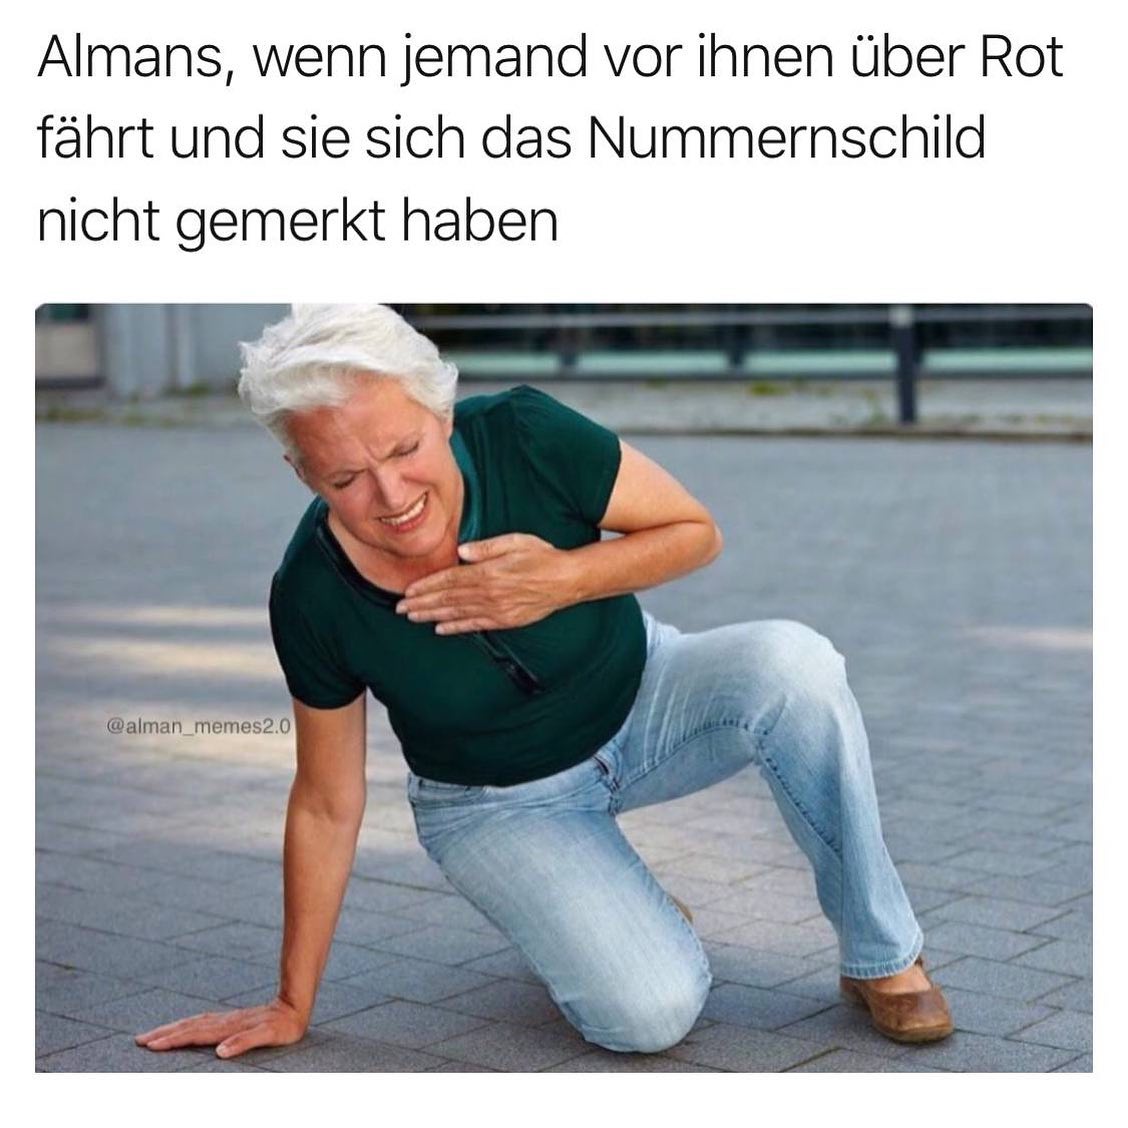 Almans, wenn jemand vor ihnen über Rot
fährt und sie sich das Nummernschild
nicht gemerkt haben
@alman_memes2.0